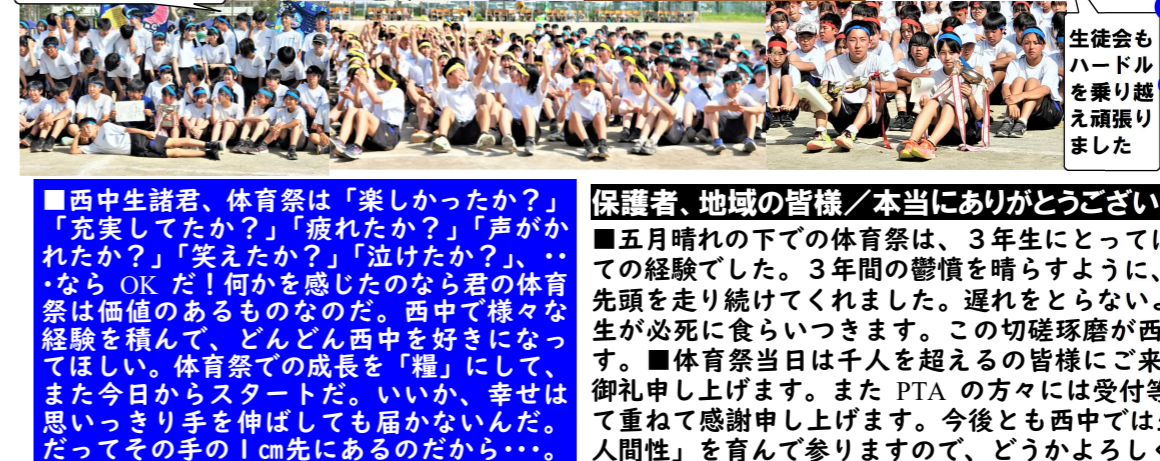 生徒会も
ハードル
を乗り越
え頑張り
ました
■西中生諸君、体育祭は「楽しかったか？」
「充実してたか？」「疲れたか？」「声がか
れたか？」「笑えたか？」「泣けたか？」、・・
・なら OK だ！何かを感じたのなら君の体育
祭は価値のあるものなのだ。西中で様々な
経験を積んで、どんどん西中を好きになっ
てほしい。体育祭での成長を「糧」にして、
また今日からスタートだ。いいか、幸せは
思いっきり手を伸ばしても届かないんだ。
だってその手の１㎝先にあるのだから・・・。
保護者、地域の皆様／本当にありがとうござい
■五月晴れの下での体育祭は、３年生にとっては
ての経験でした。３年間の鬱憤を晴らすように、
先頭を走り続けてくれました。遅れをとらないよ
生が必死に食らいつきます。この切磋琢磨が西
す。■体育祭当日は千人を超えるの皆様にご来
御礼申し上げます。また PTA の方々には受付等
て重ねて感謝申し上げます。今後とも西中では
人間性」を育んで参りますので、どうかよろしく